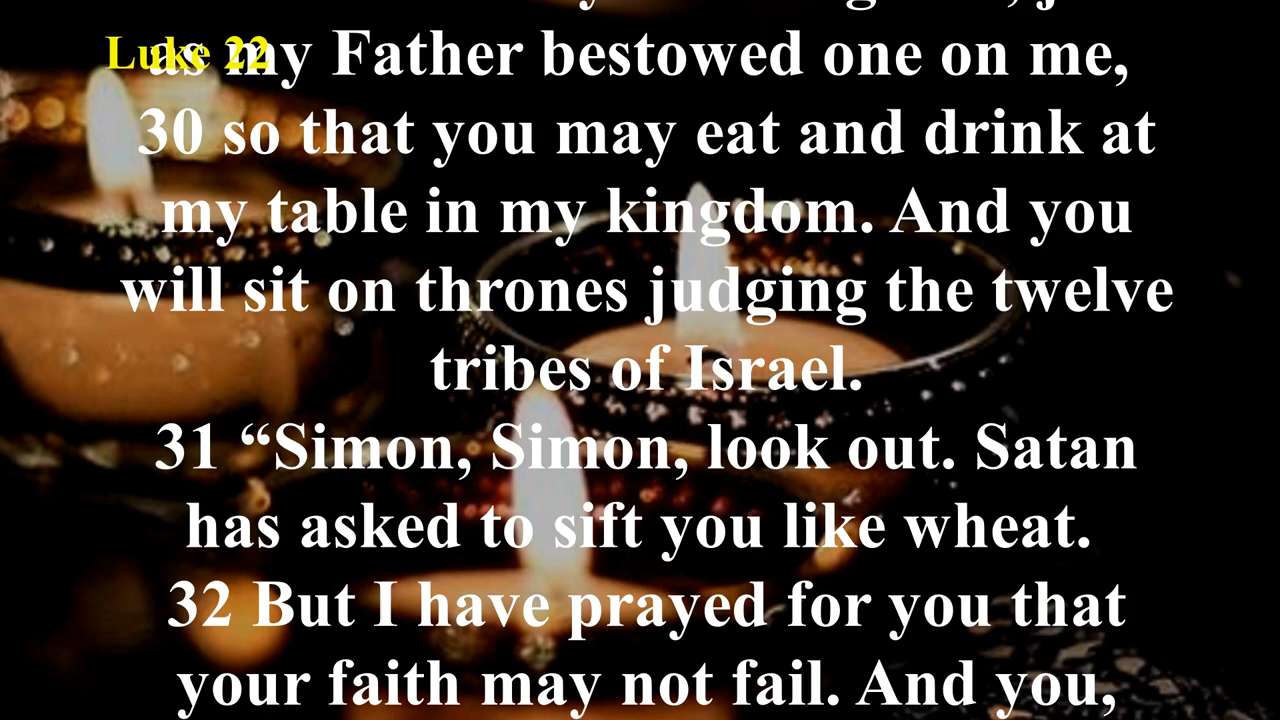 Luke 22
as my Father bestowed one on me,
30 so that you may eat and drink at
my table in my kingdom. And you
will sit on thrones judging the twelve
tribes of Israel.
31 “Simon, Simon, look out. Satan
has asked to sift you like wheat.
32 But I have prayed for you that
your faith may not fail. And you,